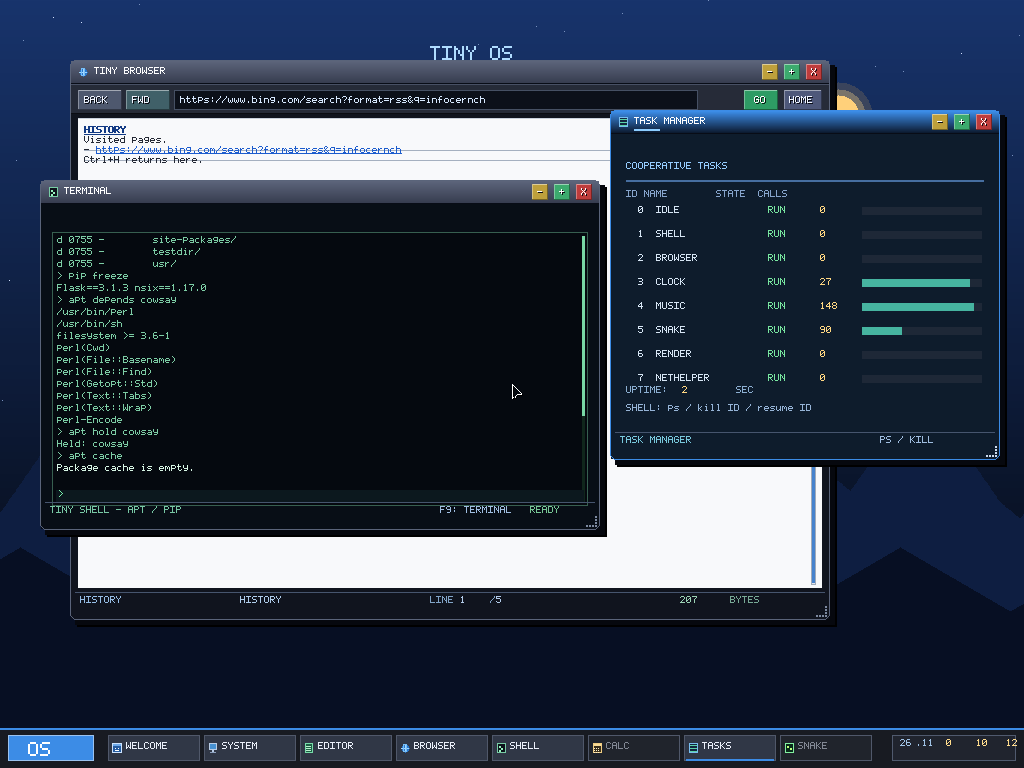 TINY OS
TINY BROWSER
BACK FWD https://www.bing.com/search?format=rss&q=infocernch GO HOME
HISTORY
Visited Pages.
- https://www.bing.com/search?format=rss&q=infocernch
Ctrl+H returns here.
TERMINAL
d 0755 - site-Packages/
d 0755 - testdir/
d 0755 - usr/
> PiP freeze
Flask==3.1.3 nsix==1.17.0
> aPt dePends cowsay
/usr/bin/Perl
/usr/bin/sh
filesystem >= 3.6-1
Perl(Cwd)
Perl(File::Basename)
Perl(File::Find)
Perl(GetoPt::Std)
Perl(Text::Tabs)
Perl(Text::WraP)
Perl-Encode
> aPt hold cowsay
Held: cowsay
> aPt cache
Package cache is emPty.
>
TINY SHELL - APT / PIP F9: TERMINAL READY
TASK MANAGER
COOPERATIVE TASKS
ID NAME STATE CALLS
0 IDLE RUN 0
1 SHELL RUN 0
2 BROWSER RUN 0
3 CLOCK RUN 27
4 MUSIC RUN 148
5 SNAKE RUN 90
6 RENDER RUN 0
7 NETHELPER RUN 0
UPTIME: 2 SEC
SHELL: Ps / kill ID / resume ID
TASK MANAGER PS / KILL
HISTORY HISTORY LINE 1 /5 207 BYTES
OS WELCOME SYSTEM EDITOR BROWSER SHELL CALC TASKS SNAKE 26 .11 0 10 12